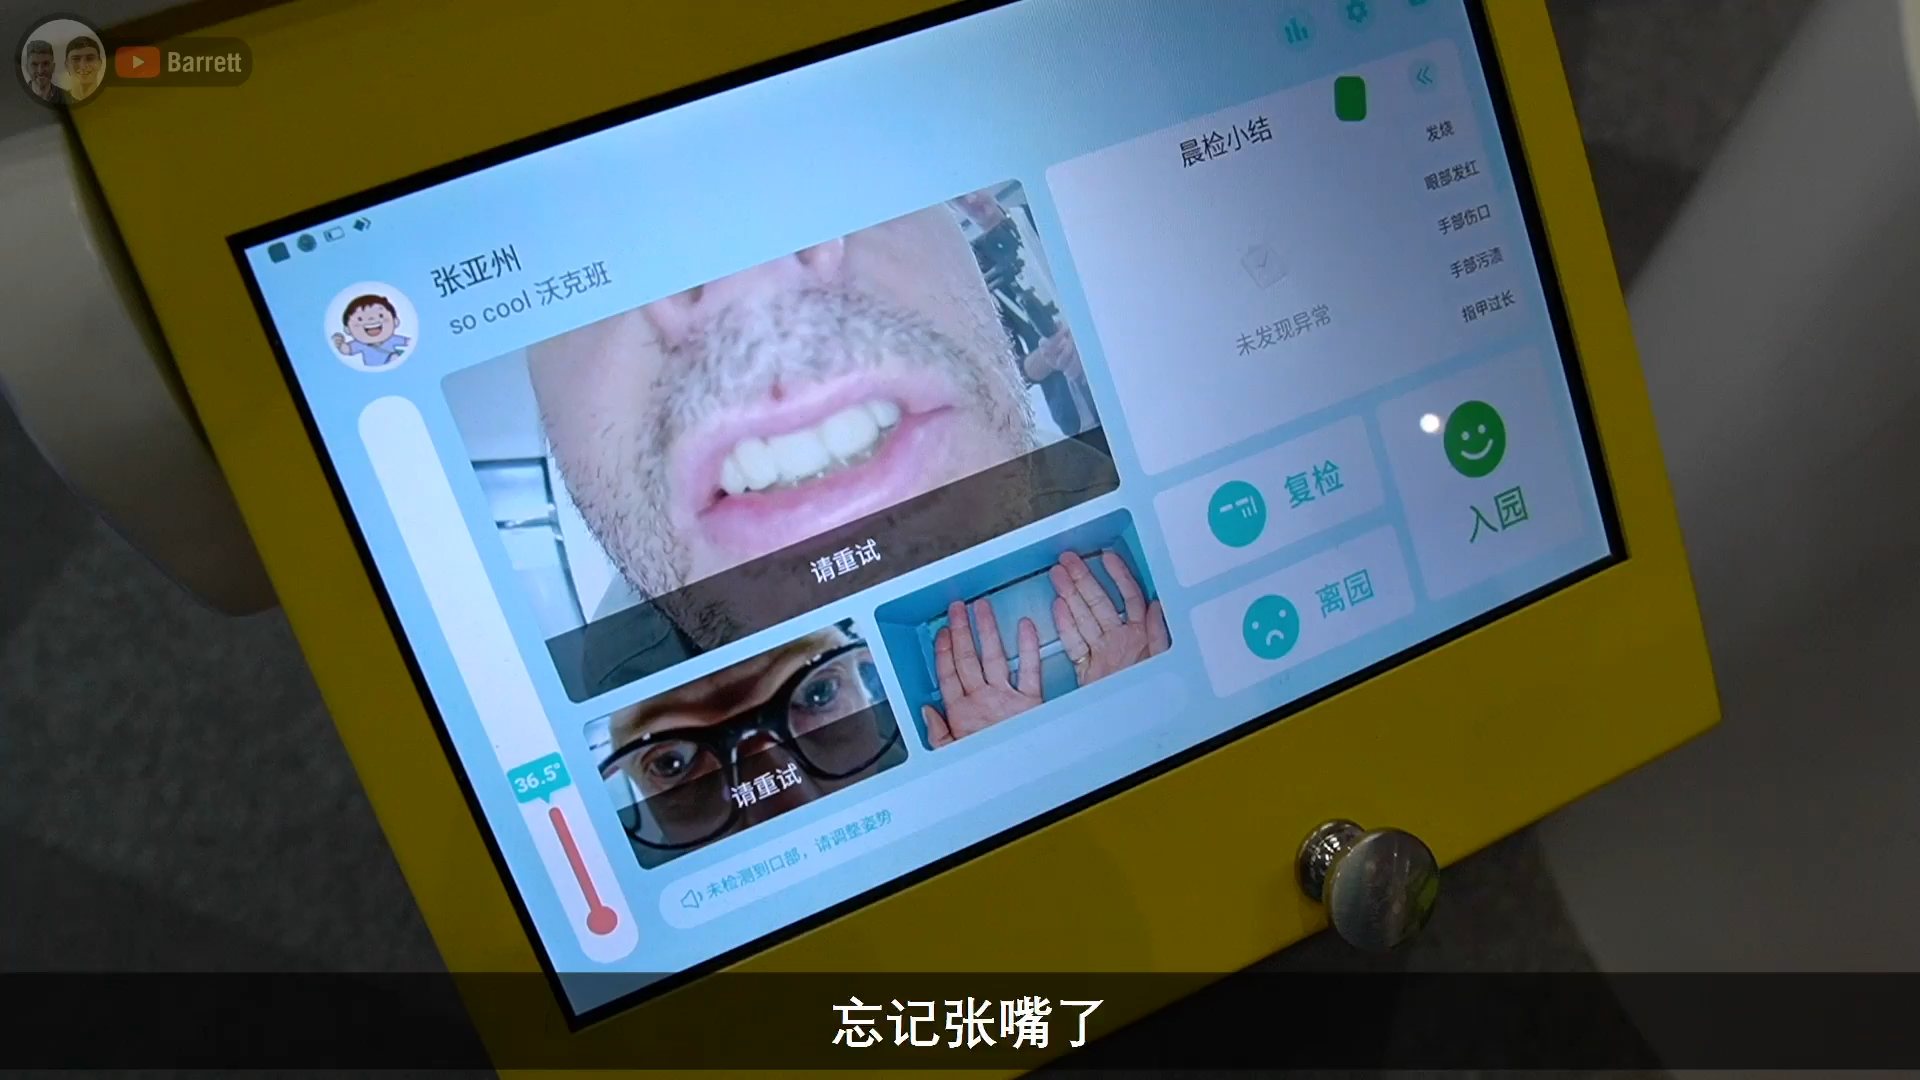 Barrett
张亚州
so cool 沃克班
晨检小结
未发现异常
发烧
眼部发红
手部伤口
手部污渍
指甲过长
请重试
请重试
36.5°
未检测到口部，请调整姿势
复检
离园
入园
忘记张嘴了